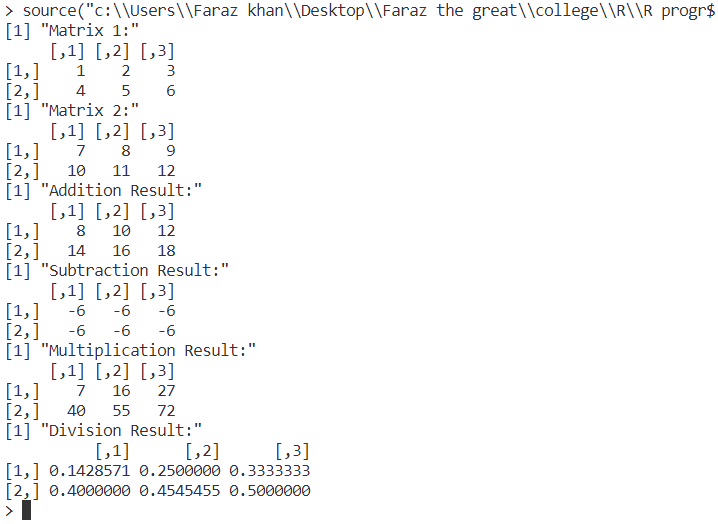 > source("c:\\Users\\Faraz khan\\Desktop\\Faraz the great\\college\\R\\R progr$
[1] "Matrix 1:"
     [,1] [,2] [,3]
[1,]    1    2    3
[2,]    4    5    6
[1] "Matrix 2:"
     [,1] [,2] [,3]
[1,]    7    8    9
[2,]   10   11   12
[1] "Addition Result:"
     [,1] [,2] [,3]
[1,]    8   10   12
[2,]   14   16   18
[1] "Subtraction Result:"
     [,1] [,2] [,3]
[1,]   -6   -6   -6
[2,]   -6   -6   -6
[1] "Multiplication Result:"
     [,1] [,2] [,3]
[1,]    7   16   27
[2,]   40   55   72
[1] "Division Result:"
          [,1]      [,2]      [,3]
[1,] 0.1428571 0.2500000 0.3333333
[2,] 0.4000000 0.4545455 0.5000000
>